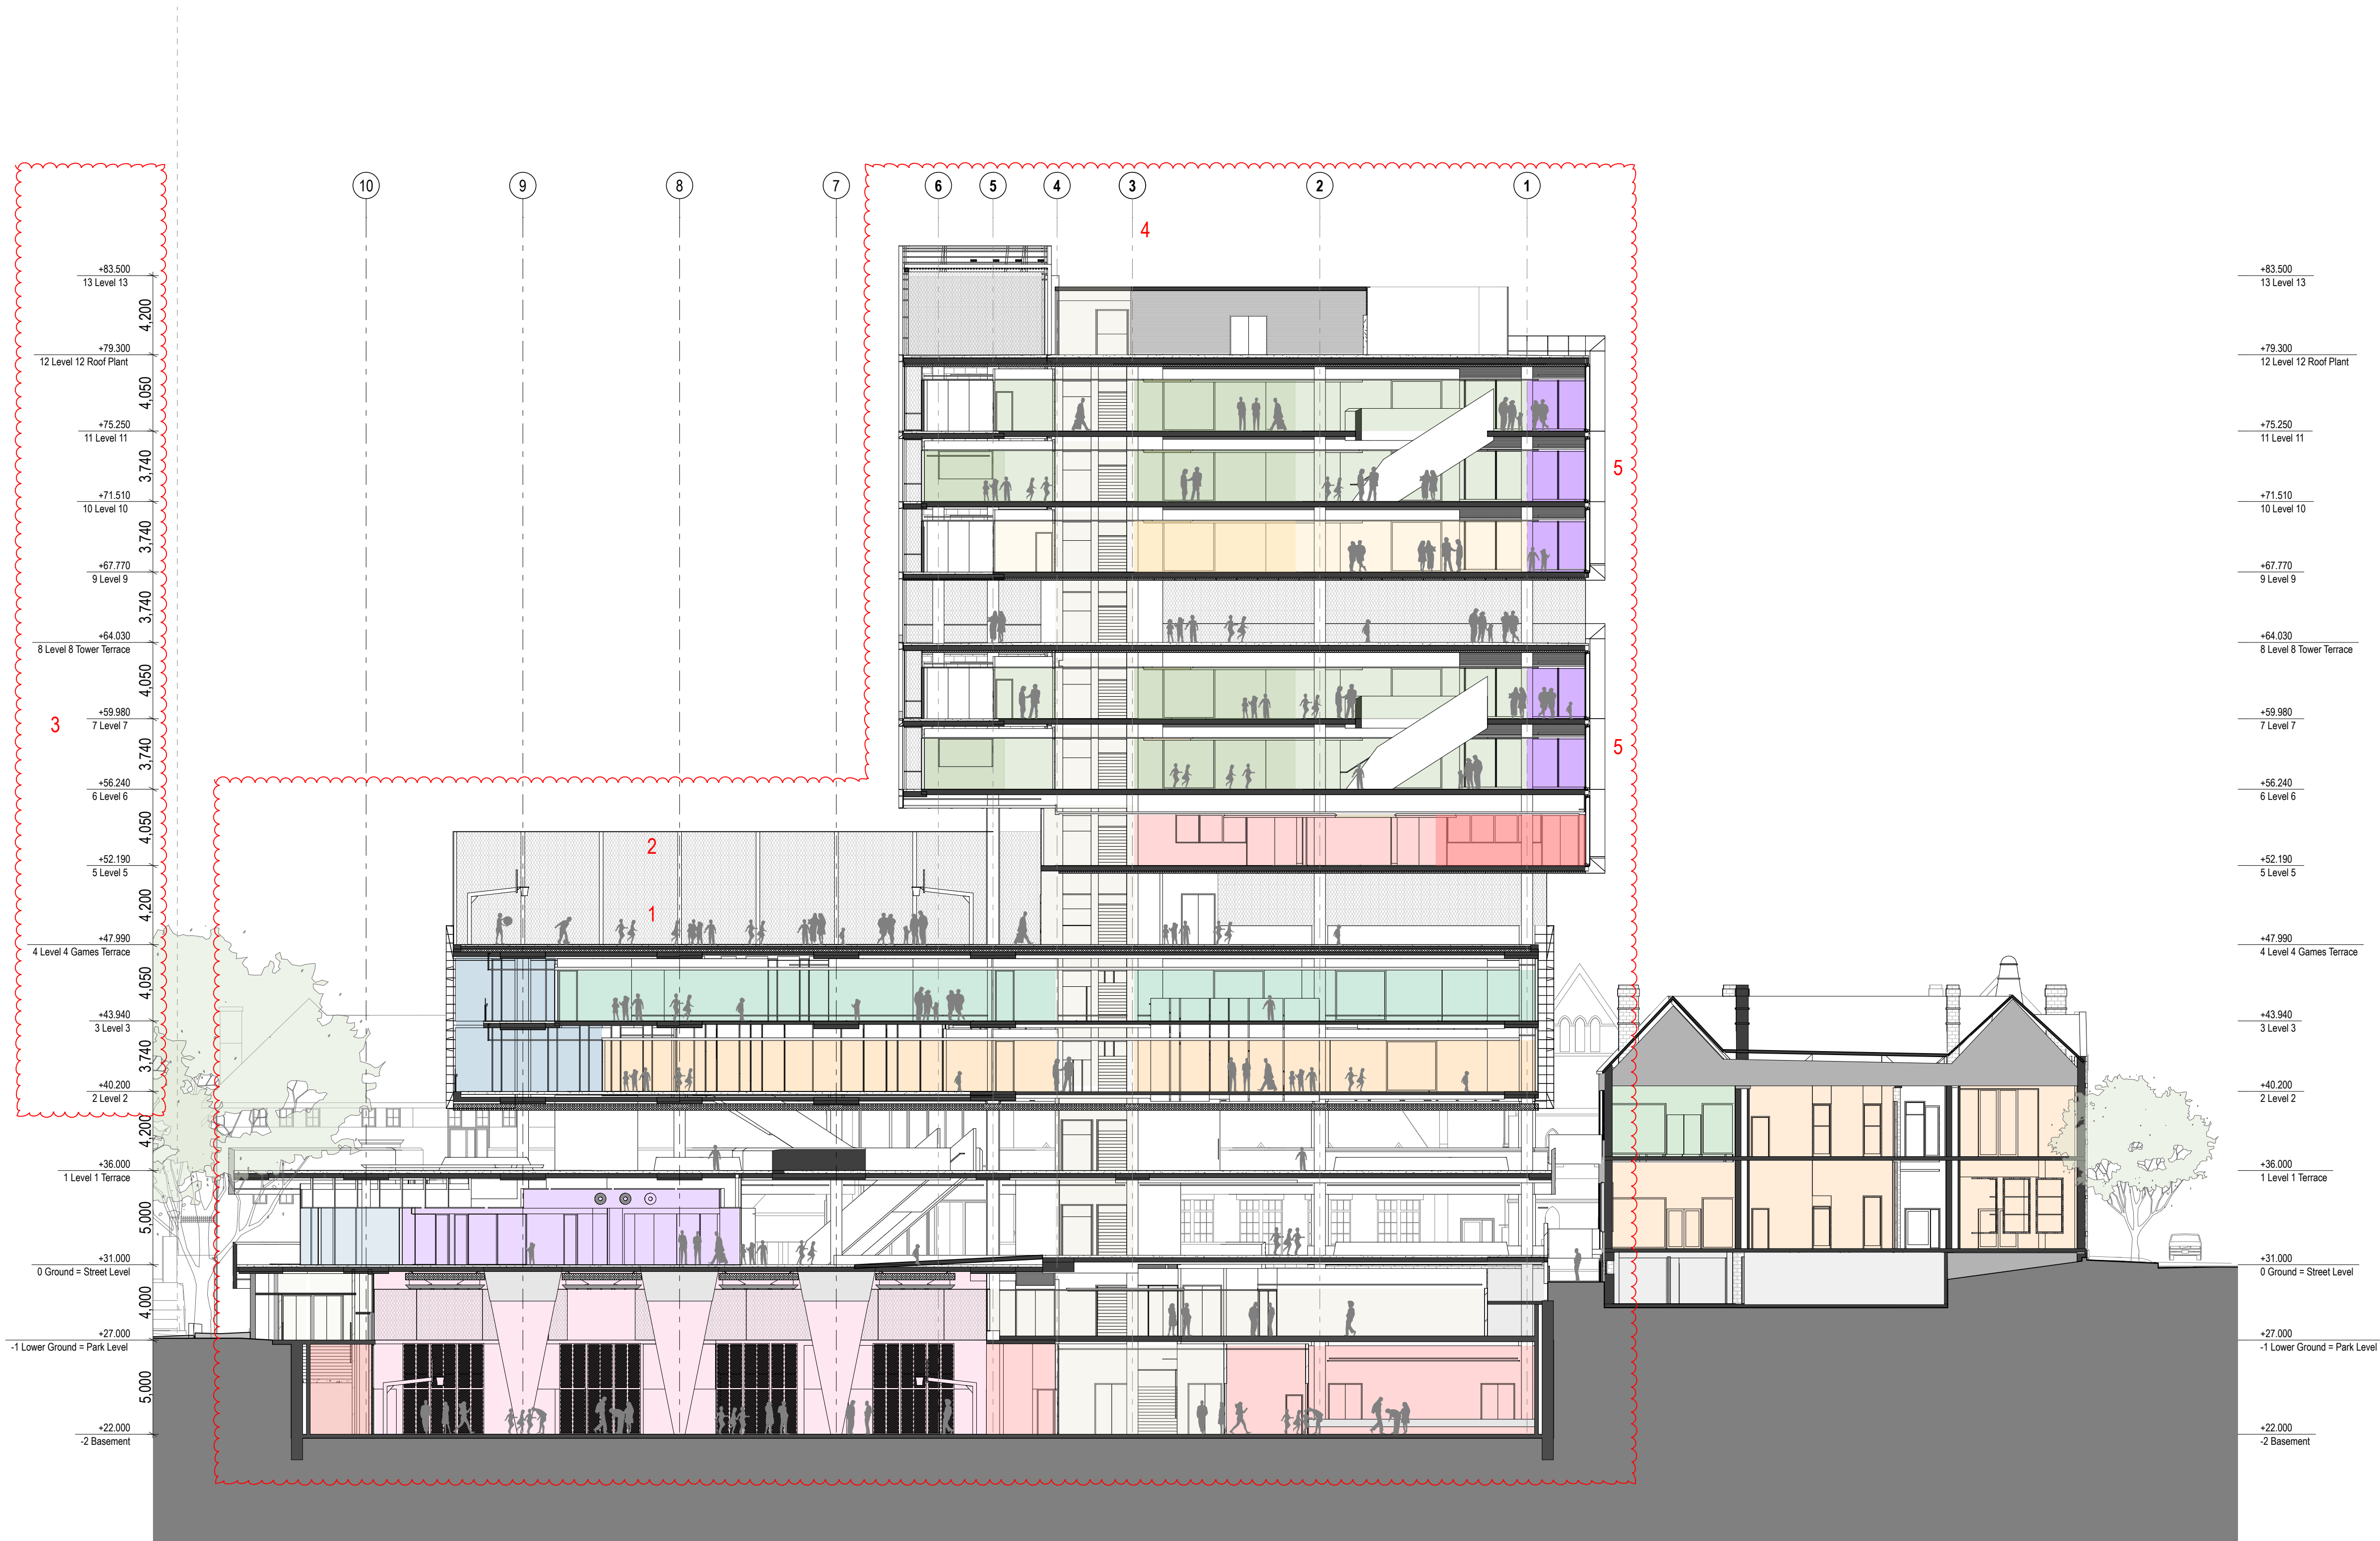 10
9
8
7
6
5
4
3
2
1
4
+83.500
13 Level 13
4,200
+79.300
12 Level 12 Roof Plant
4,050
+75.250
11 Level 11
3,740
+71.510
10 Level 10
3,740
+67.770
9 Level 9
3,740
+64.030
8 Level 8 Tower Terrace
4,050
+59.980
7 Level 7
3
3,740
+56.240
6 Level 6
4,050
+52.190
5 Level 5
4,200
+47.990
4 Level 4 Games Terrace
4,050
+43.940
3 Level 3
3,740
+40.200
2 Level 2
4,200
+36.000
1 Level 1 Terrace
5,000
+31.000
0 Ground = Street Level
4,000
+27.000
-1 Lower Ground = Park Level
5,000
+22.000
-2 Basement
5
5
2
1
+83.500
13 Level 13
+79.300
12 Level 12 Roof Plant
+75.250
11 Level 11
+71.510
10 Level 10
+67.770
9 Level 9
+64.030
8 Level 8 Tower Terrace
+59.980
7 Level 7
+56.240
6 Level 6
+52.190
5 Level 5
+47.990
4 Level 4 Games Terrace
+43.940
3 Level 3
+40.200
2 Level 2
+36.000
1 Level 1 Terrace
+31.000
0 Ground = Street Level
+27.000
-1 Lower Ground = Park Level
+22.000
-2 Basement